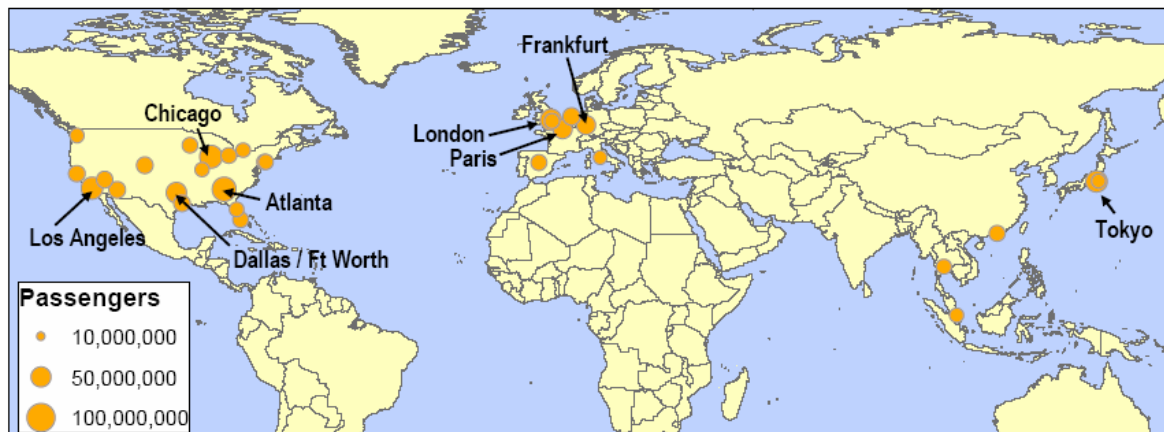 Frankfurt
Chicago
London
Paris
Atlanta
Los Angeles
Dallas / Ft Worth
Tokyo
Passengers
10,000,000
50,000,000
100,000,000